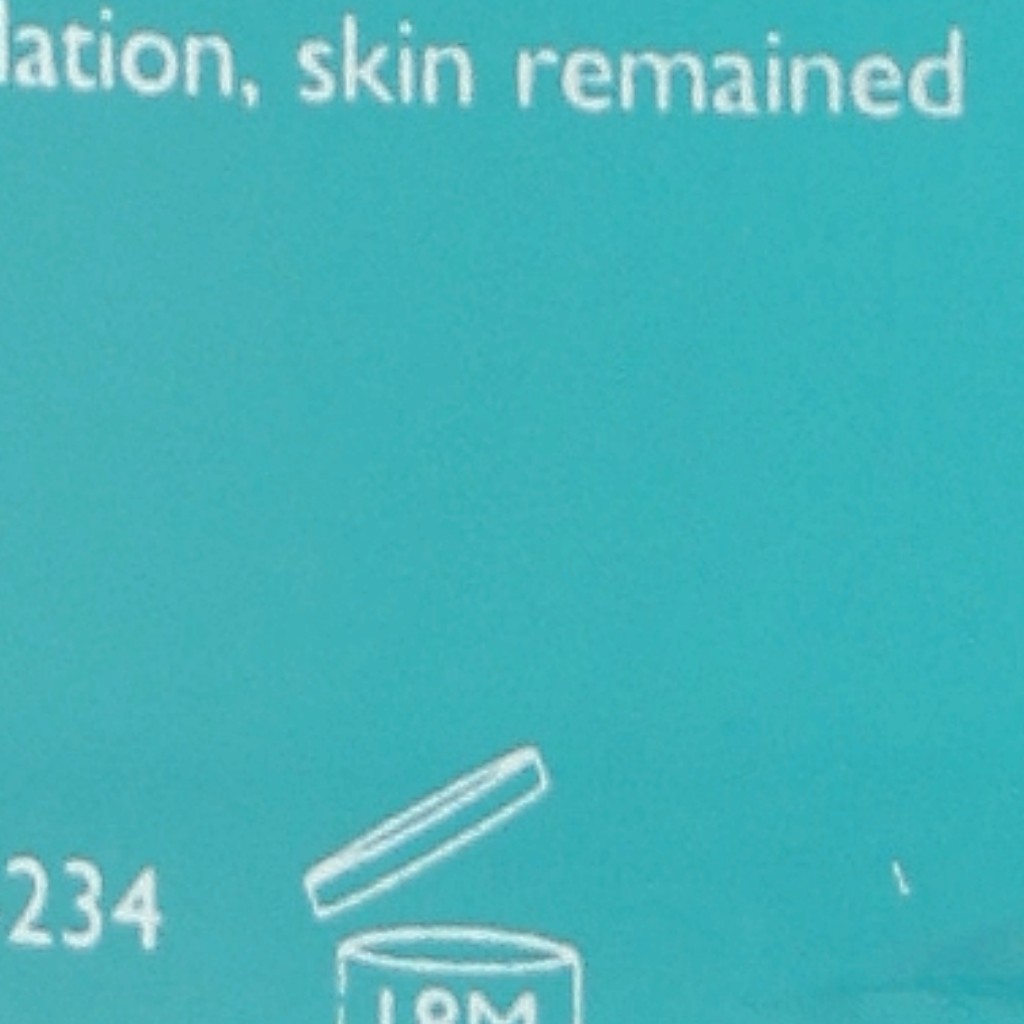 lation, skin remained
234